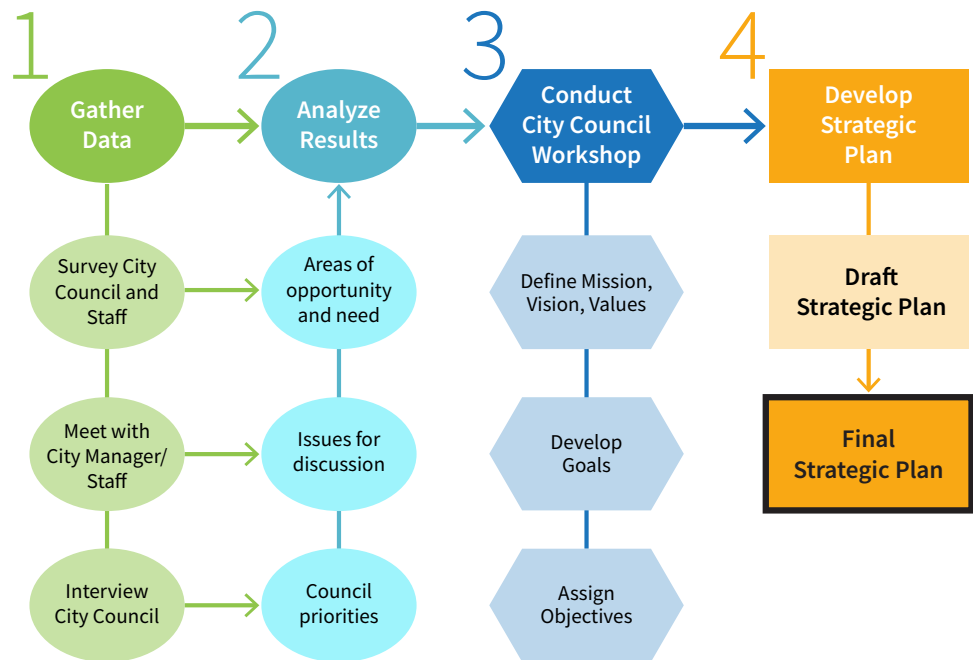 1
Gather
Data
Survey City
Council and
Staff
Meet with
City Manager/
Staff
Interview
City Council
2
Analyze
Results
Areas of
opportunity
and need
Issues for
discussion
Council
priorities
3
Conduct
City Council
Workshop
Define Mission,
Vision, Values
Develop
Goals
Assign
Objectives
4
Develop
Strategic
Plan
Draft
Strategic Plan
Final
Strategic Plan